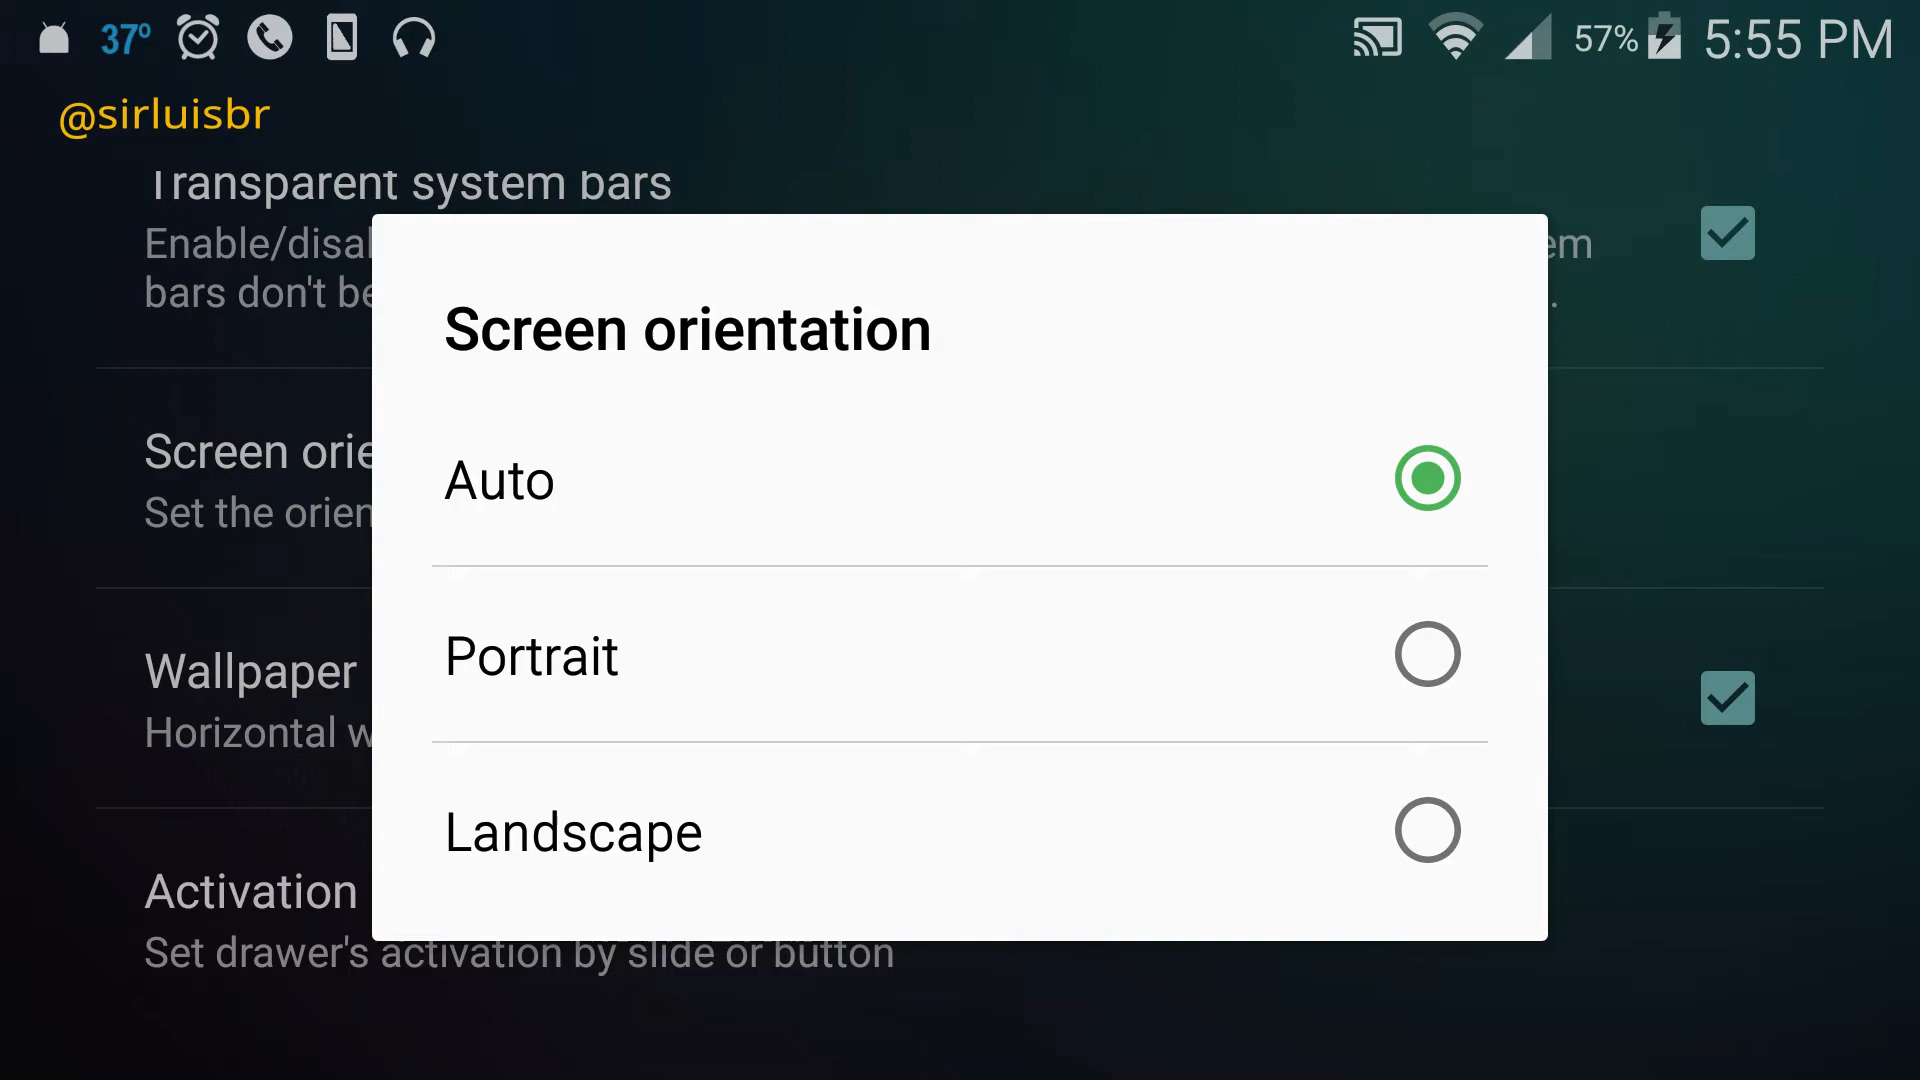 37°
57%
5:55 PM
@sirluisbr
Transparent system bars
Enable/disa
em
bars don't be
.
Screen orie
Set the orien
Wallpaper
Horizontal w
Activation
Set drawer's activation by slide or button
Screen orientation
Auto
Portrait
Landscape